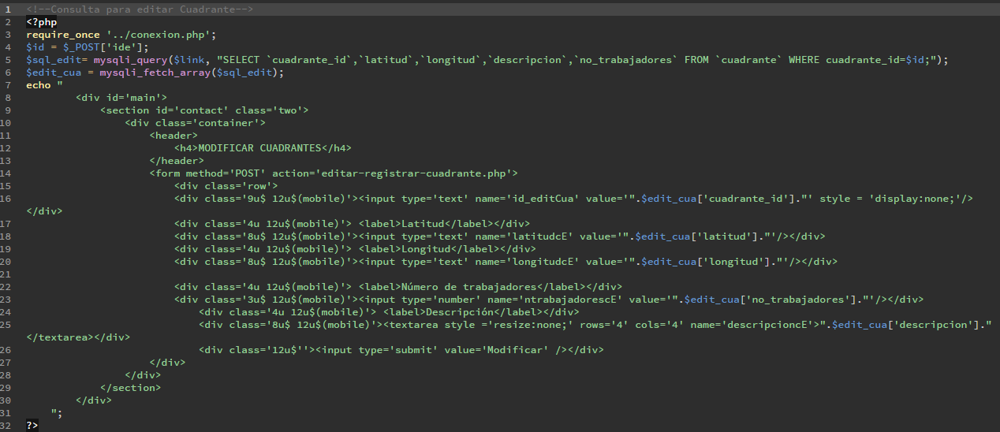 1 <!--Consulta para editar Cuadrante-->
2 <?php
3 require_once '../conexion.php';
4 $id = $_POST['ide'];
5 $sql_edit= mysqli_query($link, "SELECT `cuadrante_id`,`latitud`,`longitud`,`descripcion`,`no_trabajadores` FROM `cuadrante` WHERE cuadrante_id=$id;");
6 $edit_cua = mysqli_fetch_array($sql_edit);
7 echo "
8 <div id='main'>
9 <section id='contact' class='two'>
10 <div class='container'>
11 <header>
12 <h4>MODIFICAR CUADRANTES</h4>
13 </header>
14 <form method='POST' action='editar-registrar-cuadrante.php'>
15 <div class='row'>
16 <div class='9u$ 12u$(mobile)'><input type='text' name='id_editCua' value='".$edit_cua['cuadrante_id']."' style = 'display:none;'/>
</div>
17 <div class='4u 12u$(mobile)'> <label>Latitud</label></div>
18 <div class='8u$ 12u$(mobile)'><input type='text' name='latitudcE' value='".$edit_cua['latitud']."'/></div>
19 <div class='4u 12u$(mobile)'> <label>Longitud</label></div>
20 <div class='8u$ 12u$(mobile)'><input type='text' name='longitudcE' value='".$edit_cua['longitud']."'/></div>
21
22 <div class='4u 12u$(mobile)'> <label>Número de trabajadores</label></div>
23 <div class='3u$ 12u$(mobile)'><input type='number' name='ntrabajadorescE' value='".$edit_cua['no_trabajadores']."'/></div>
24 <div class='4u 12u$(mobile)'> <label>Descripción</label></div>
25 <div class='8u$ 12u$(mobile)'><textarea style ='resize:none;' rows='4' cols='4' name='descripcioncE'>".$edit_cua['descripcion']."
</textarea></div>
26 <div class='12u$''><input type='submit' value='Modificar' /></div>
27 </div>
28 </div>
29 </section>
30 </div>
31 ";
32 ?>